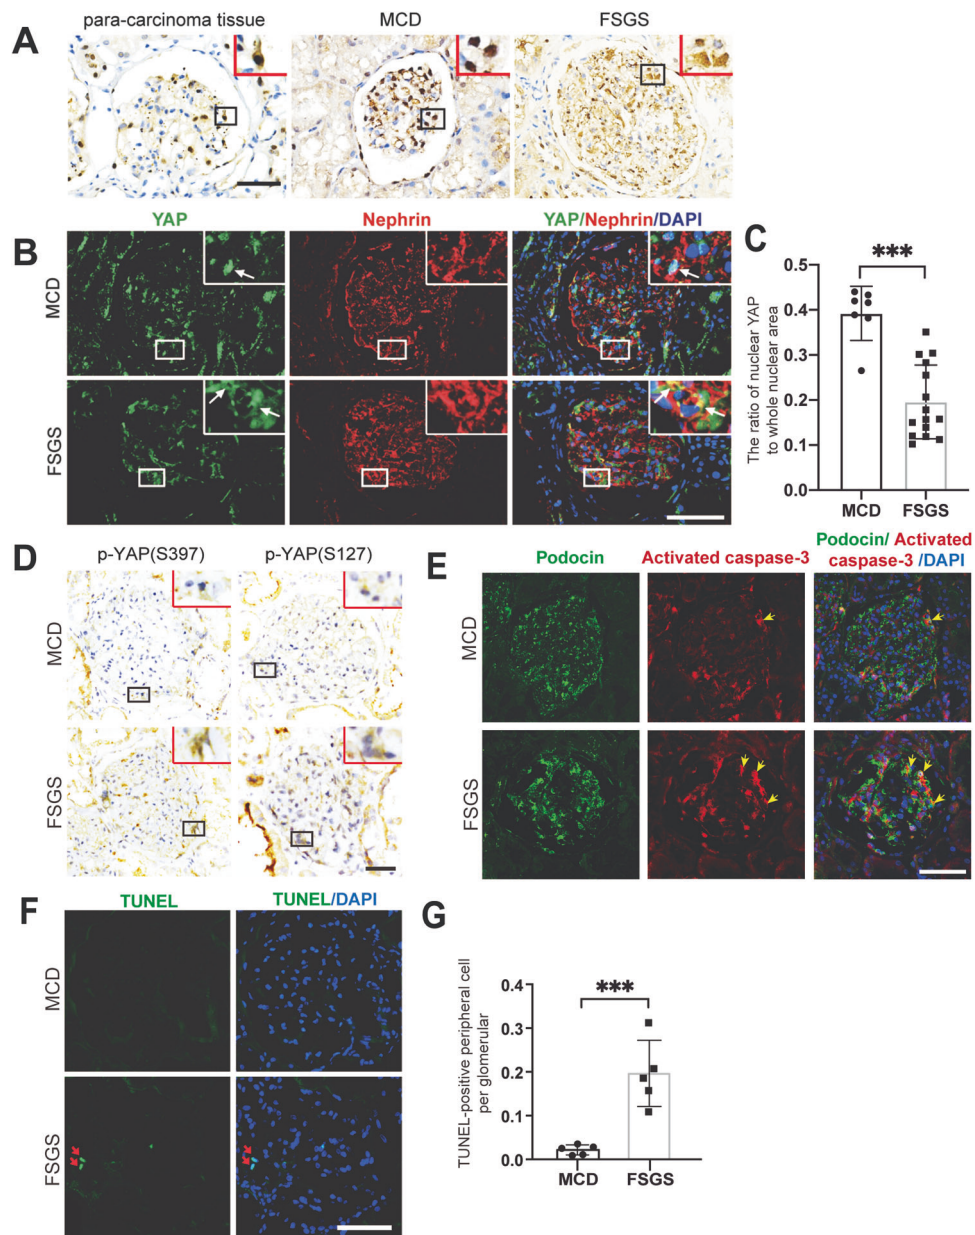 A
para-carcinoma tissue
MCD
FSGS
B
YAP
Nephrin
YAP/Nephrin/DAPI
MCD
FSGS
C
***
The ratio of nuclear YAP
to whole nuclear area
0.5
0.4
0.3
0.2
0.1
0.0
MCD
FSGS
D
p-YAP(S397)
p-YAP(S127)
MCD
FSGS
E
Podocin
Activated caspase-3
Podocin/ Activated
caspase-3 /DAPI
MCD
FSGS
F
TUNEL
TUNEL/DAPI
MCD
FSGS
G
***
TUNEL-positive peripheral cell
per glomerular
0.4
0.3
0.2
0.1
0.0
MCD
FSGS